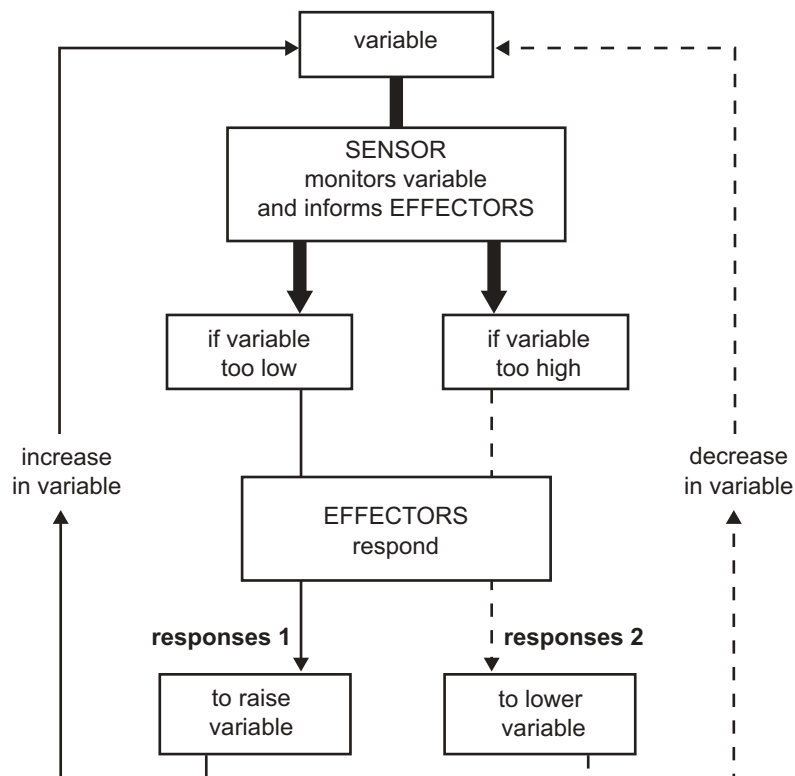 variable
SENSOR
monitors variable
and informs EFFECTORS
if variable
too low
if variable
too high
increase
in variable
decrease
in variable
EFFECTORS
respond
responses 1
responses 2
to raise
variable
to lower
variable